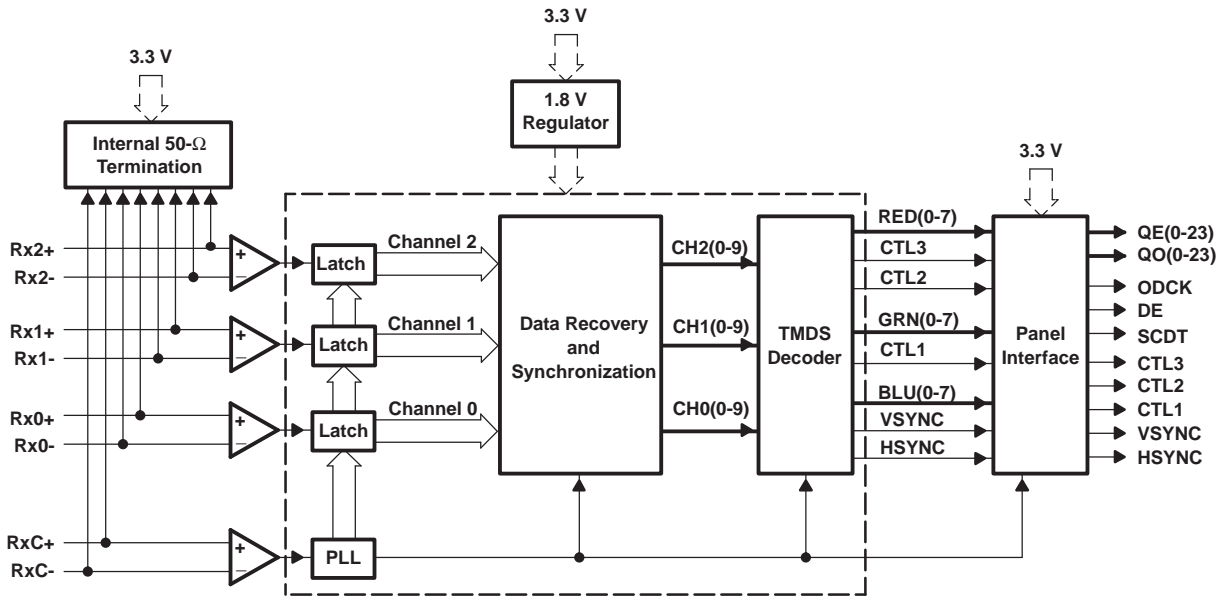 3.3 V
3.3 V
1.8 V
Regulator
Internal 50-Ω
Termination
3.3 V
Rx2+
Rx2-
Rx1+
Rx1-
Rx0+
Rx0-
RxC+
RxC-
+
−
+
−
+
−
+
−
Latch
Latch
Latch
PLL
Channel 2
Channel 1
Channel 0
Data Recovery
and
Synchronization
CH2(0-9)
CH1(0-9)
CH0(0-9)
TMDS
Decoder
RED(0-7)
CTL3
CTL2
GRN(0-7)
CTL1
BLU(0-7)
VSYNC
HSYNC
Panel
Interface
QE(0-23)
QO(0-23)
ODCK
DE
SCDT
CTL3
CTL2
CTL1
VSYNC
HSYNC